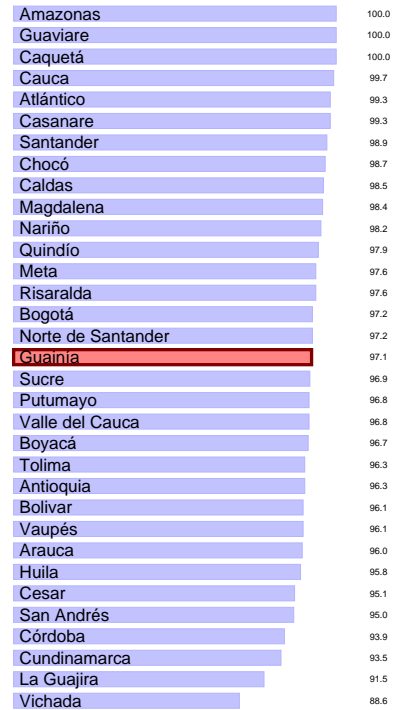 Amazonas 100.0
Guaviare 100.0
Caquetá 100.0
Cauca 99.7
Atlántico 99.3
Casanare 99.3
Santander 98.9
Chocó 98.7
Caldas 98.5
Magdalena 98.4
Nariño 98.2
Quindío 97.9
Meta 97.6
Risaralda 97.6
Bogotá 97.2
Norte de Santander 97.2
Guainía 97.1
Sucre 96.9
Putumayo 96.8
Valle del Cauca 96.8
Boyacá 96.7
Tolima 96.3
Antioquia 96.3
Bolivar 96.1
Vaupés 96.1
Arauca 96.0
Huila 95.8
Cesar 95.1
San Andrés 95.0
Córdoba 93.9
Cundinamarca 93.5
La Guajira 91.5
Vichada 88.6